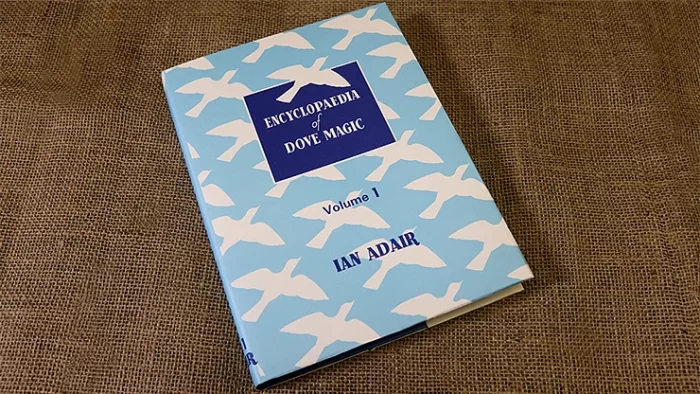 ENCYCLOPAEDIA
of
DOVE MAGIC
Volume 1
IAN ADAIR